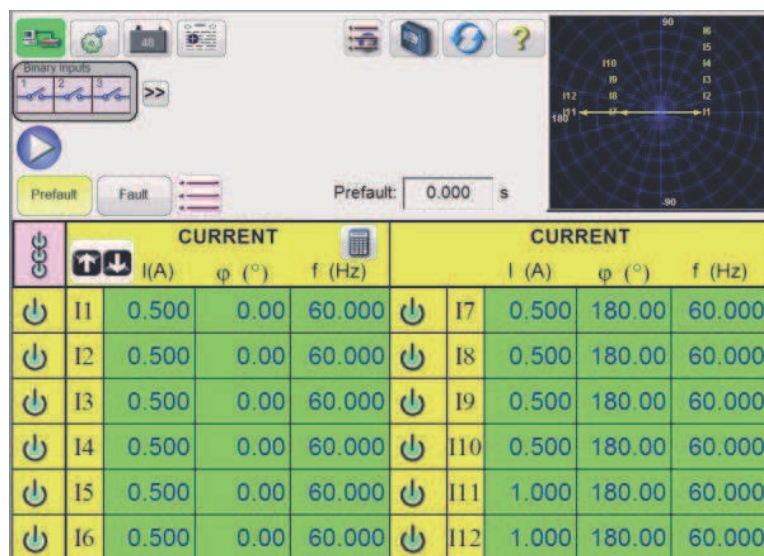 48
Binary Inputs
1 2 3
>>
Prefault Fault
Prefault: 0.000 s
90
I6
I5
I10 I4
I9 I3
I12 I8 I2
I11 I7 I1
180
-90
CURRENT CURRENT
I(A) φ (°) f (Hz) I (A) φ (°) f (Hz)
I1 0.500 0.00 60.000 I7 0.500 180.00 60.000
I2 0.500 0.00 60.000 I8 0.500 180.00 60.000
I3 0.500 0.00 60.000 I9 0.500 180.00 60.000
I4 0.500 0.00 60.000 I10 0.500 180.00 60.000
I5 0.500 0.00 60.000 I11 1.000 180.00 60.000
I6 0.500 0.00 60.000 I12 1.000 180.00 60.000